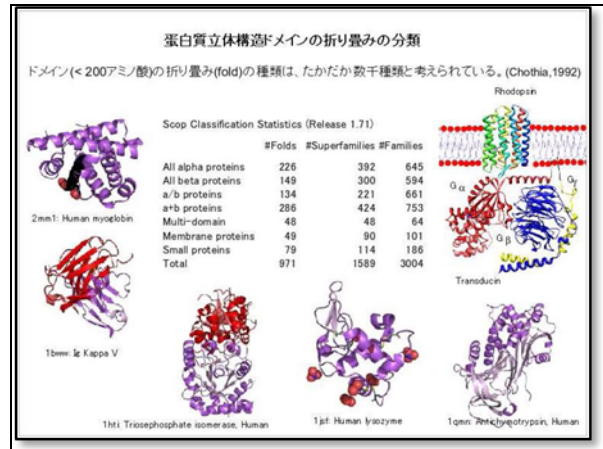 蛋白質立体構造ドメインの折り畳みの分類
ドメイン(< 200アミノ酸)の折り畳み(fold)の種類は、たかだか数千種類と考えられている。(Chothia,1992)
Rhodopsin
Scop Classification Statistics (Release 1.71)
#Folds #Superfamilies #Families
All alpha proteins 226 392 645
All beta proteins 149 300 594
a/b proteins 134 221 661
a+b proteins 286 424 753
Multi-domain 48 48 64
Membrane proteins 49 90 101
Small proteins 79 114 186
Total 971 1589 3004
Gα
Gγ
Gβ
Transducin
2mm1: Human myoglobin
1bww: Ig Kappa V
1hti: Triosephosphate isomerase, Human
1jsf: Human lysozyme
1qmn: Antichymotrypsin, Human